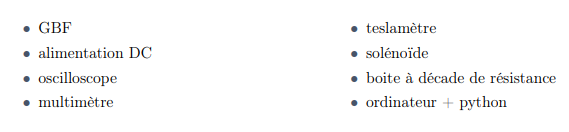 • GBF
• alimentation DC
• oscilloscope
• multimètre
• teslamètre
• solénoïde
• boite à décade de résistance
• ordinateur + python